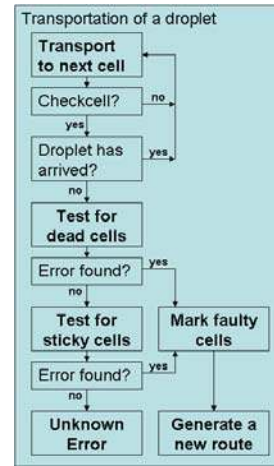 Transportation of a droplet
Transport
to next cell
Checkcell?
no
yes
Droplet has
arrived?
yes
no
Test for
dead cells
Error found?
yes
no
Test for
sticky cells
Mark faulty
cells
Error found?
yes
no
Unknown
Error
Generate a
new route